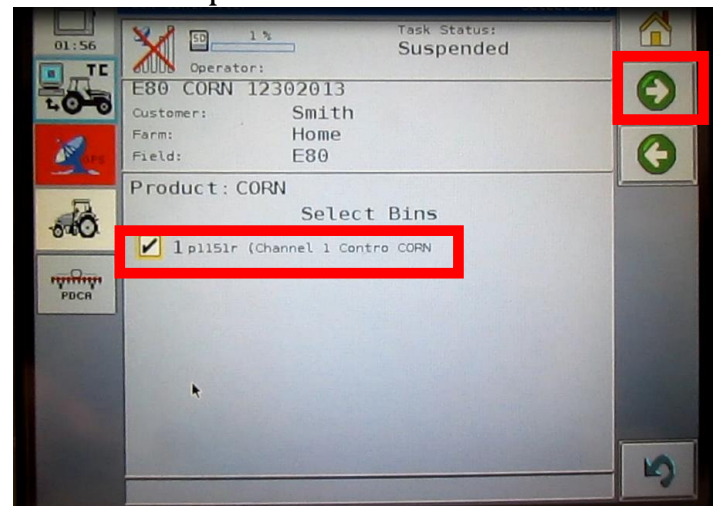 01:56
SD
1 %
Task Status:
Suspended
Operator:
TC
E80 CORN 12302013
Customer: Smith
Farm: Home
Field: E80
GPS
Product: CORN
Select Bins
1 p1151r (Channel 1 Contro CORN
PDCA